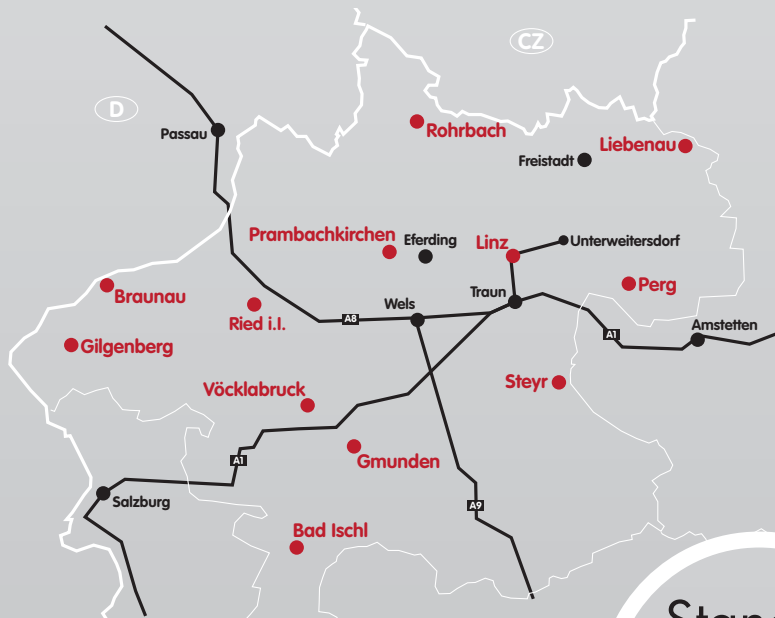 CZ
D
Passau
Rohrbach
Liebenau
Freistadt
Prambachkirchen
Eferding
Linz
Unterweitersdorf
Braunau
Ried i.I.
A8
Wels
Traun
Perg
A1
Amstetten
Gilgenberg
Vöcklabruck
Steyr
A1
Gmunden
Salzburg
A9
Bad Ischl